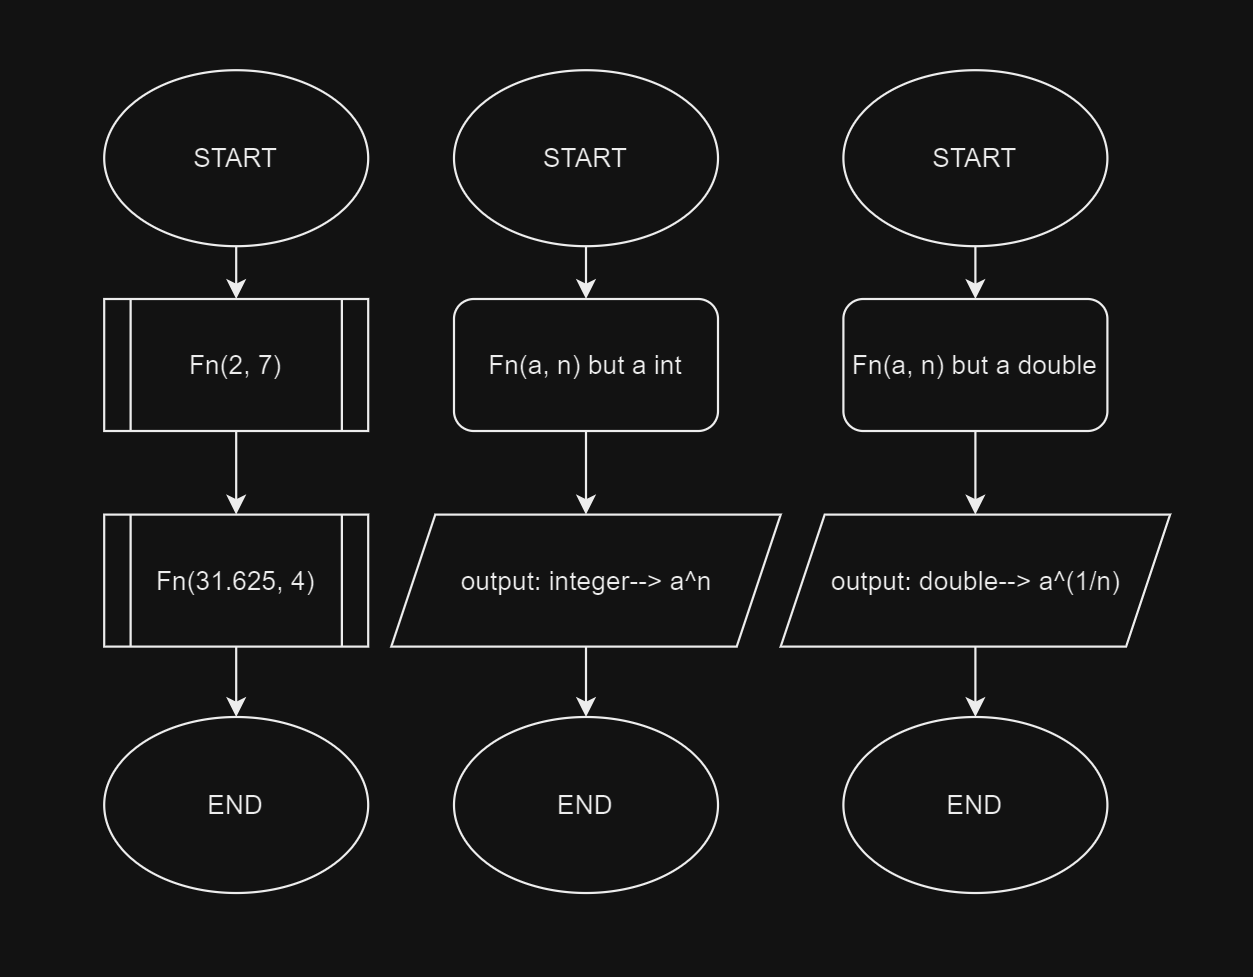 START
START
START
Fn(2, 7)
Fn(a, n) but a int
Fn(a, n) but a double
Fn(31.625, 4)
output: integer--> a^n
output: double--> a^(1/n)
END
END
END